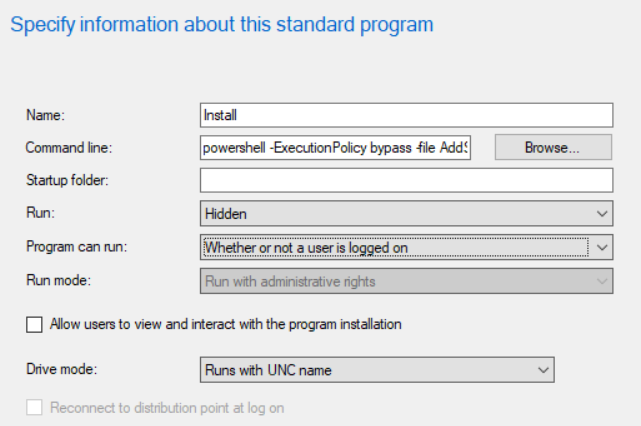 Specify information about this standard program
Name: Install
Command line: powershell -ExecutionPolicy bypass -file AddS Browse...
Startup folder:
Run: Hidden
Program can run: Whether or not a user is logged on
Run mode: Run with administrative rights
Allow users to view and interact with the program installation
Drive mode: Runs with UNC name
Reconnect to distribution point at log on